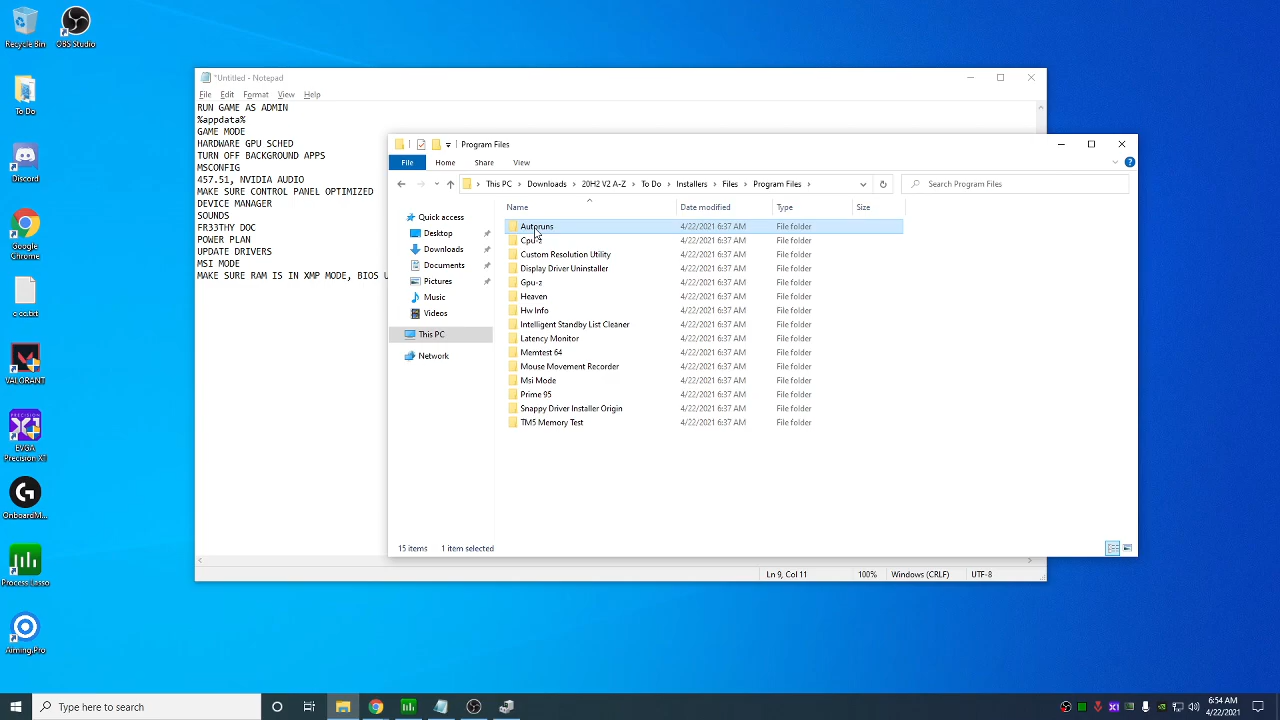 Recycle Bin
OBS Studio
To Do
Discord
Google
Chrome
VALORANT
EVGA
Precision X1
OnboardM...
Process Lasso
Aiming.Pro
*Untitled - Notepad
File Edit Format View Help
RUN GAME AS ADMIN
%appdata%
GAME MODE
HARDWARE GPU SCHED
TURN OFF BACKGROUND APPS
MSCONFIG
457.51, NVIDIA AUDIO
MAKE SURE CONTROL PANEL OPTIMIZED
DEVICE MANAGER
SOUNDS
FR33THY DOC
POWER PLAN
UPDATE DRIVERS
MSI MODE
MAKE SURE RAM IS IN XMP MODE, BIOS U
Ln 9, Col 11 100% Windows (CRLF) UTF-8
Program Files
File Home Share View
This PC > Downloads > 20H2 V2 A-Z > To Do > Installers > Files > Program Files >
Search Program Files
Quick access
Desktop
Downloads
Documents
Pictures
Music
Videos
This PC
Network
Name Date modified Type Size
Autoruns 4/22/2021 6:37 AM File folder
Cpu-z 4/22/2021 6:37 AM File folder
Custom Resolution Utility 4/22/2021 6:37 AM File folder
Display Driver Uninstaller 4/22/2021 6:37 AM File folder
Gpu-z 4/22/2021 6:37 AM File folder
Heaven 4/22/2021 6:37 AM File folder
Hw Info 4/22/2021 6:37 AM File folder
Intelligent Standby List Cleaner 4/22/2021 6:37 AM File folder
Latency Monitor 4/22/2021 6:37 AM File folder
Memtest 64 4/22/2021 6:37 AM File folder
Mouse Movement Recorder 4/22/2021 6:37 AM File folder
Msi Mode 4/22/2021 6:37 AM File folder
Prime 95 4/22/2021 6:37 AM File folder
Snappy Driver Installer Origin 4/22/2021 6:37 AM File folder
TM5 Memory Test 4/22/2021 6:37 AM File folder
15 items 1 item selected
Type here to search
6:54 AM
4/22/2021